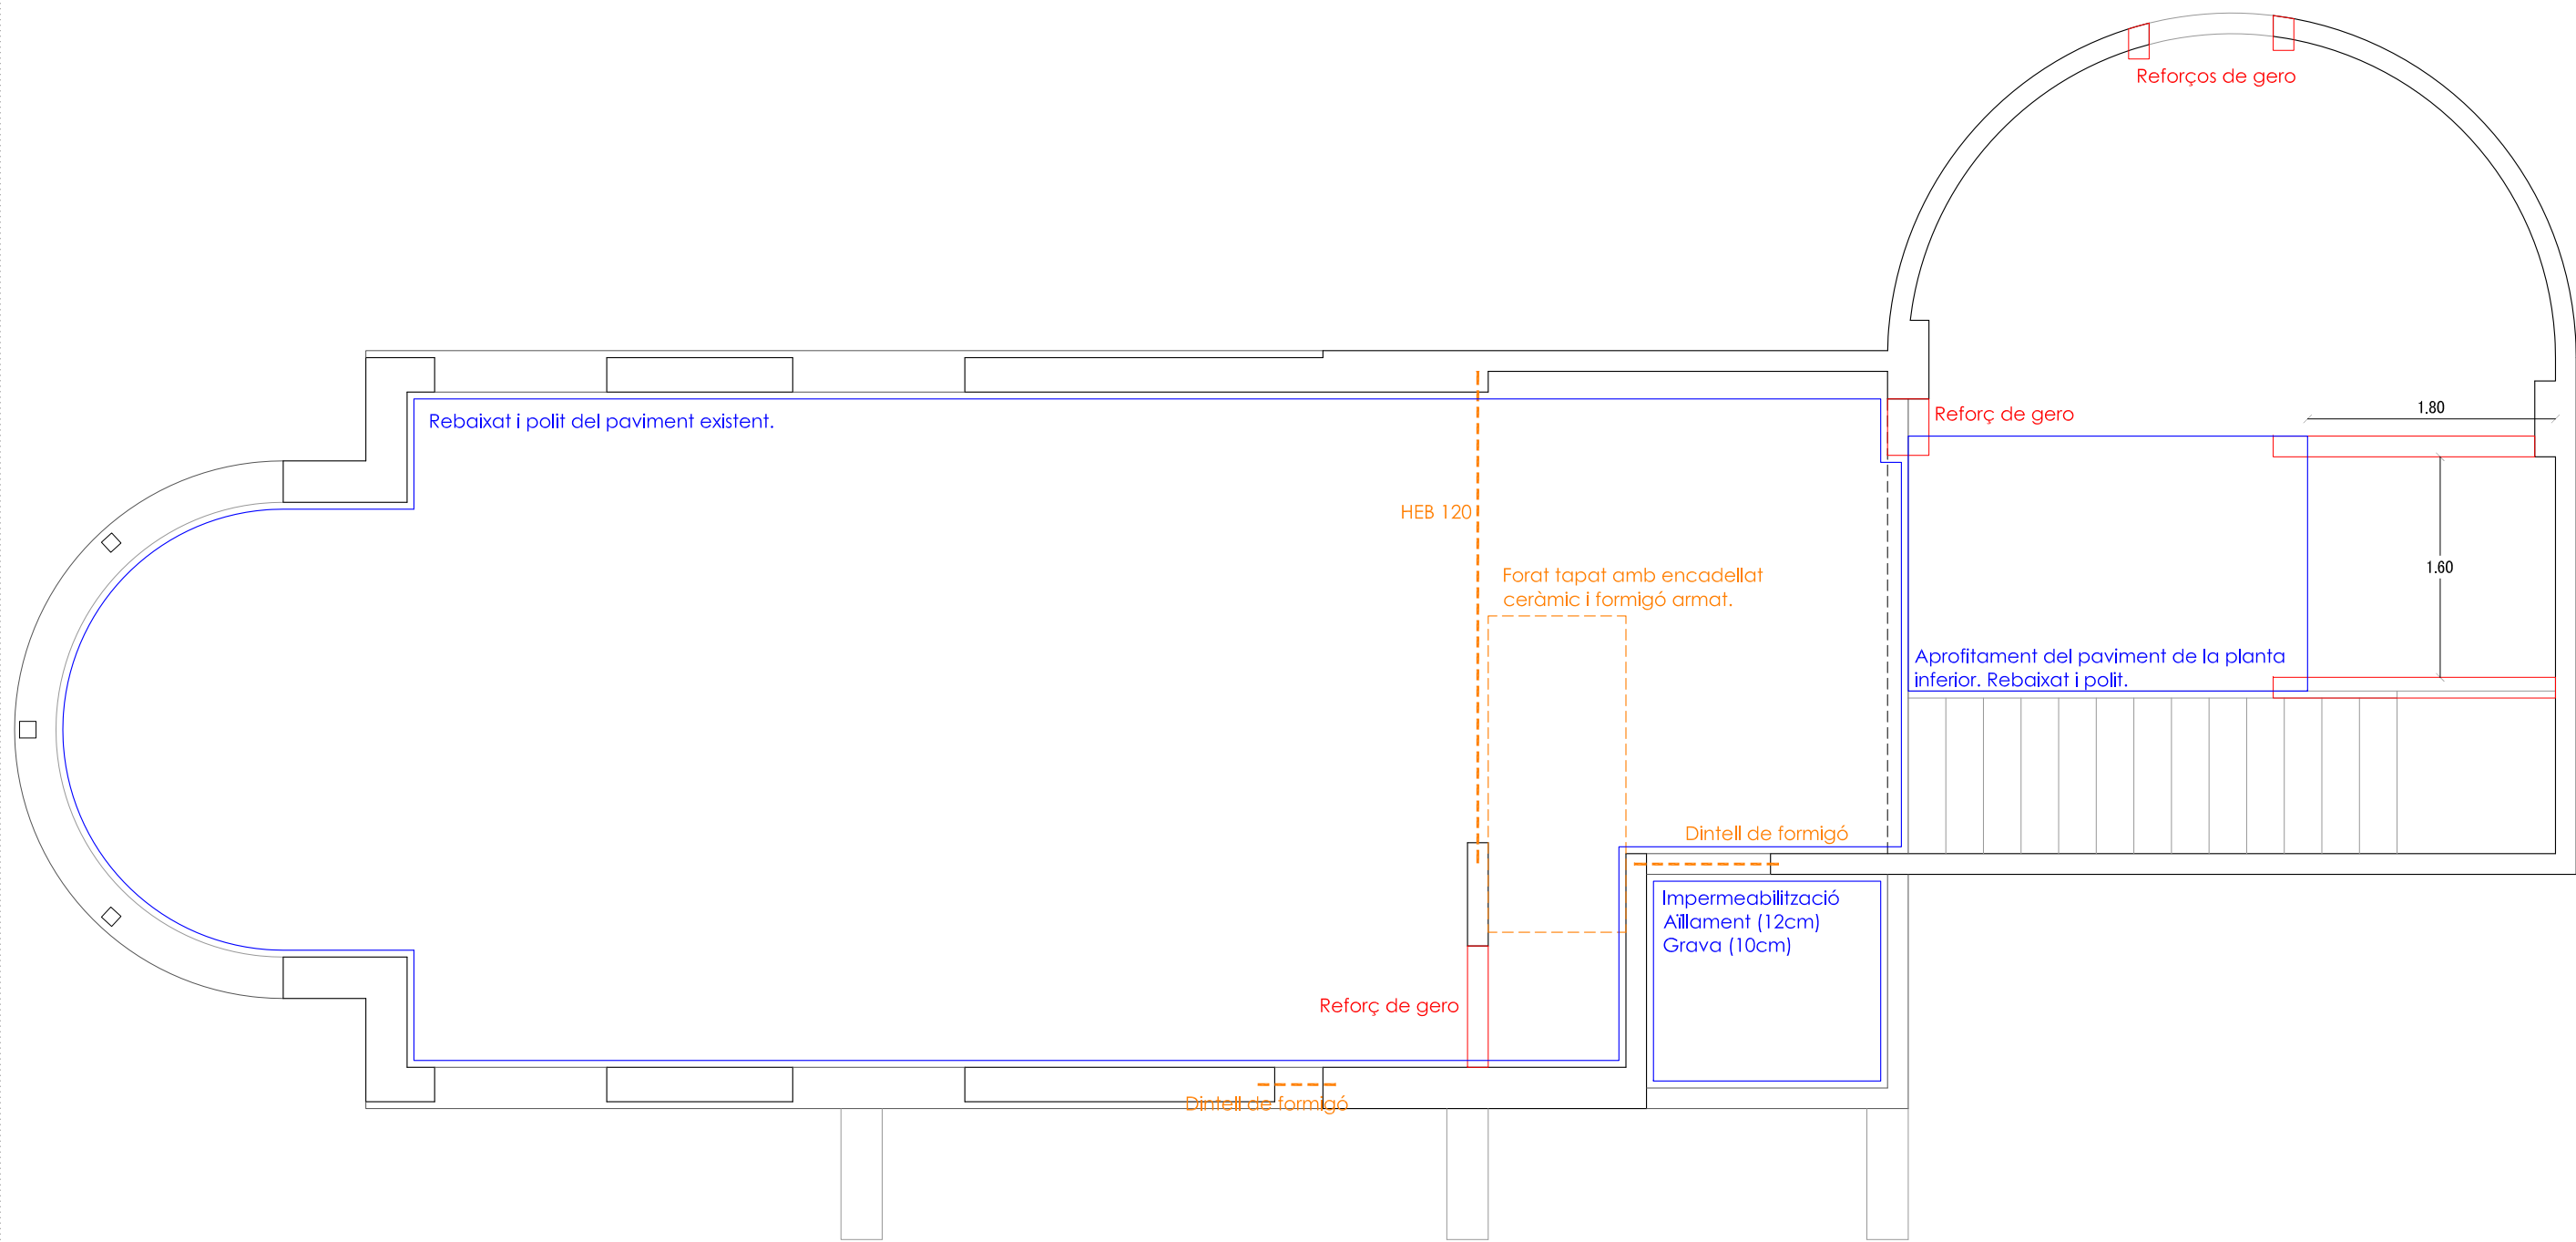 Reforços de gero
1.80
Reforç de gero
Rebaixat i polit del paviment existent.
HEB 120
1.60
Forat tapat amb encadellat
ceràmic i formigó armat.
Aprofitament del paviment de la planta
inferior. Rebaixat i polit.
Dintell de formigó
Impermeabilització
Aïllament (12cm)
Grava (10cm)
Reforç de gero
Dintell de formigó